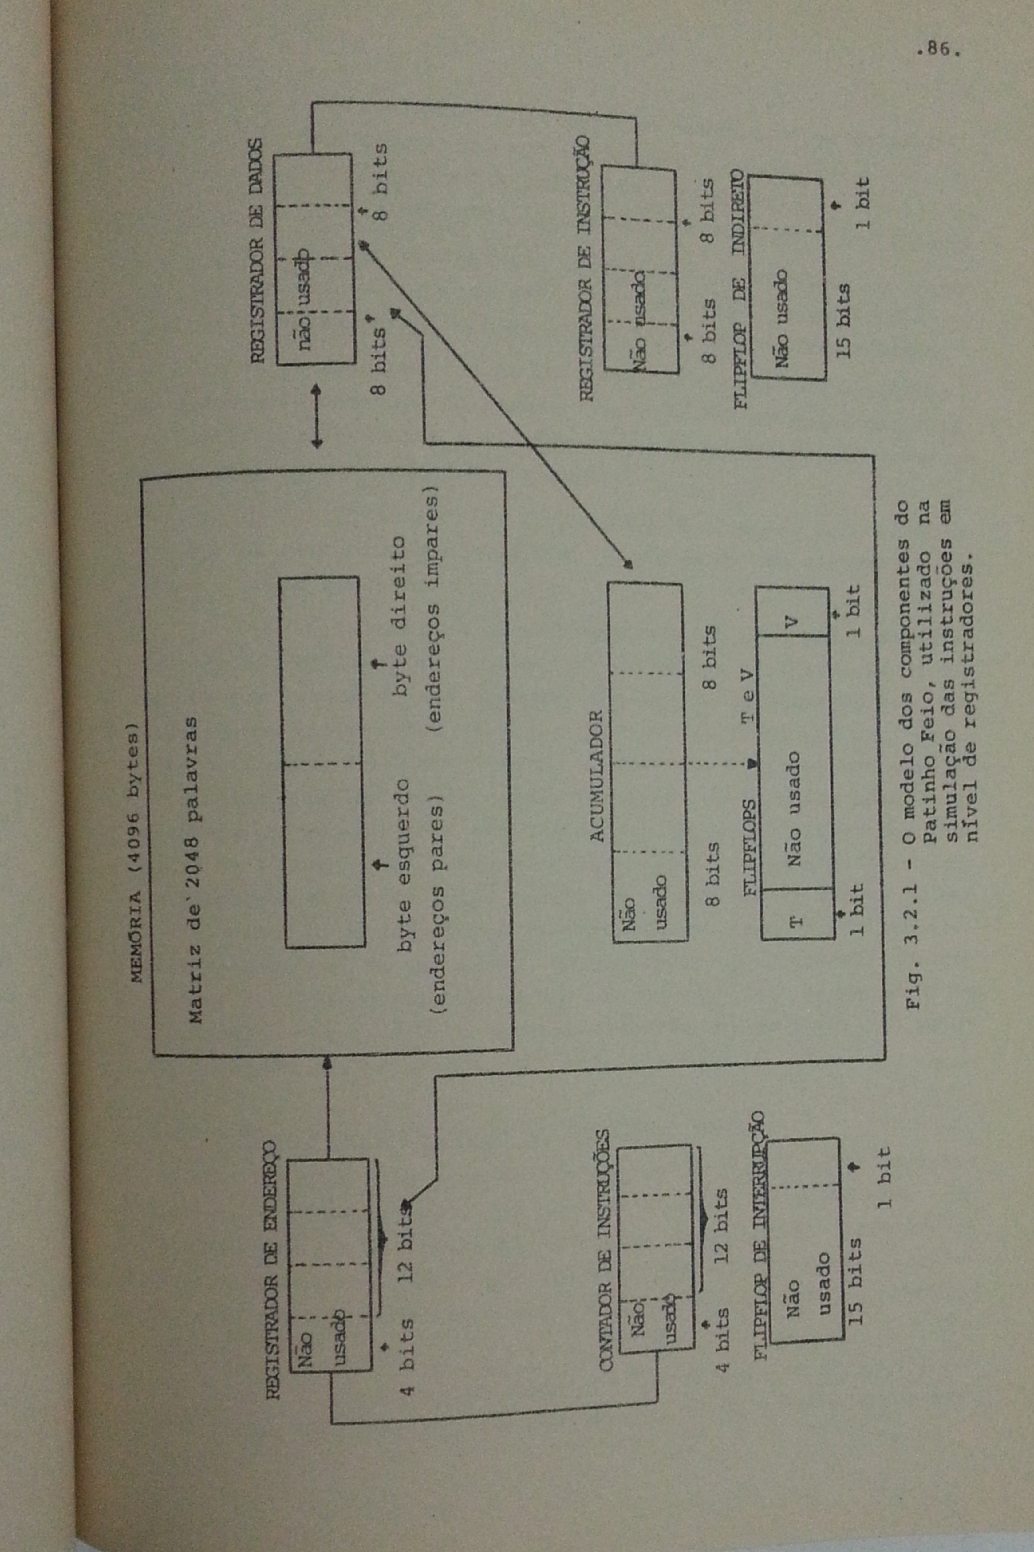 .86.
MEMÓRIA (4096 bytes)
Matriz de 2048 palavras
byte esquerdo
(endereços pares)
byte direito
(endereços impares)
REGISTRADOR DE ENDEREÇO
Não
usado
4 bits
12 bits
REGISTRADOR DE DADOS
não usado
8 bits
8 bits
CONTADOR DE INSTRUÇÕES
Não
usado
4 bits
12 bits
ACUMULADOR
Não
usado
8 bits
8 bits
REGISTRADOR DE INSTRUÇÃO
Não usado
8 bits
8 bits
FLIPFLOP DE INTERRUPÇÃO
Não
usado
15 bits
1 bit
FLIPFLOPS T e V
T
Não usado
V
1 bit
1 bit
FLIPFLOP DE INDIRETO
Não usado
15 bits
1 bit
Fig. 3.2.1 - O modelo dos componentes do
Patinho Feio, utilizado na
simulação das instruções em
nível de registradores.